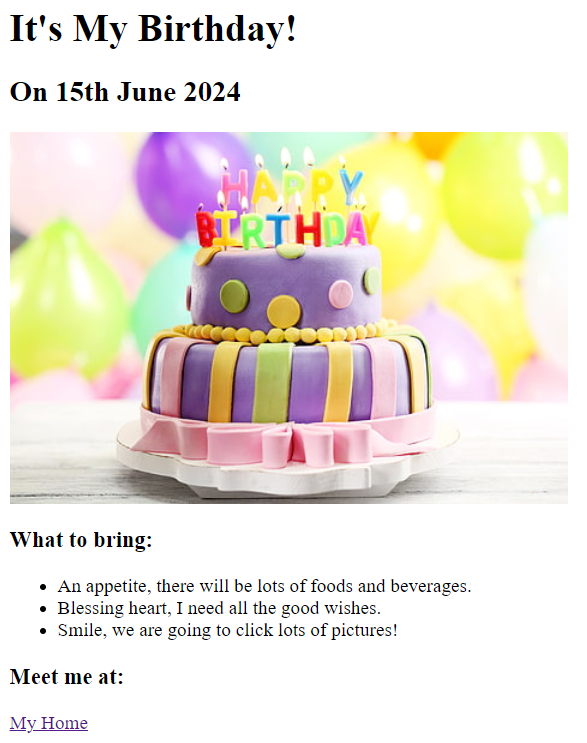 It's My Birthday!
On 15th June 2024
HAPPY
BIRTHDAY
What to bring:
An appetite, there will be lots of foods and beverages.
Blessing heart, I need all the good wishes.
Smile, we are going to click lots of pictures!
Meet me at:
My Home